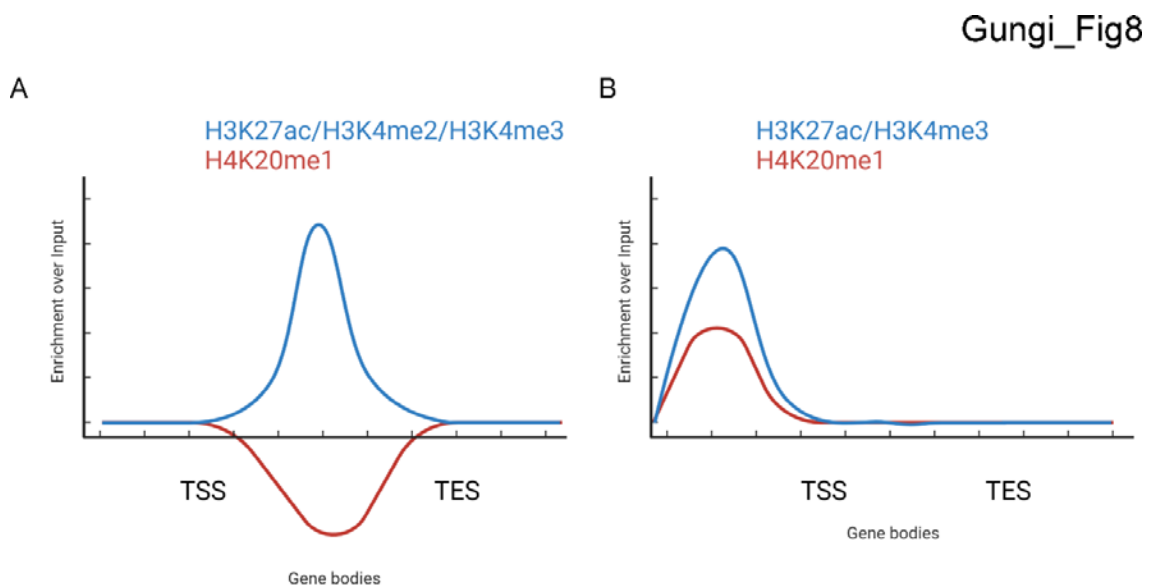 Gungi_Fig8
A
H3K27ac/H3K4me2/H3K4me3
H4K20me1
Enrichment over Input
TSS
TES
Gene bodies
B
H3K27ac/H3K4me3
H4K20me1
Enrichment over Input
TSS
TES
Gene bodies